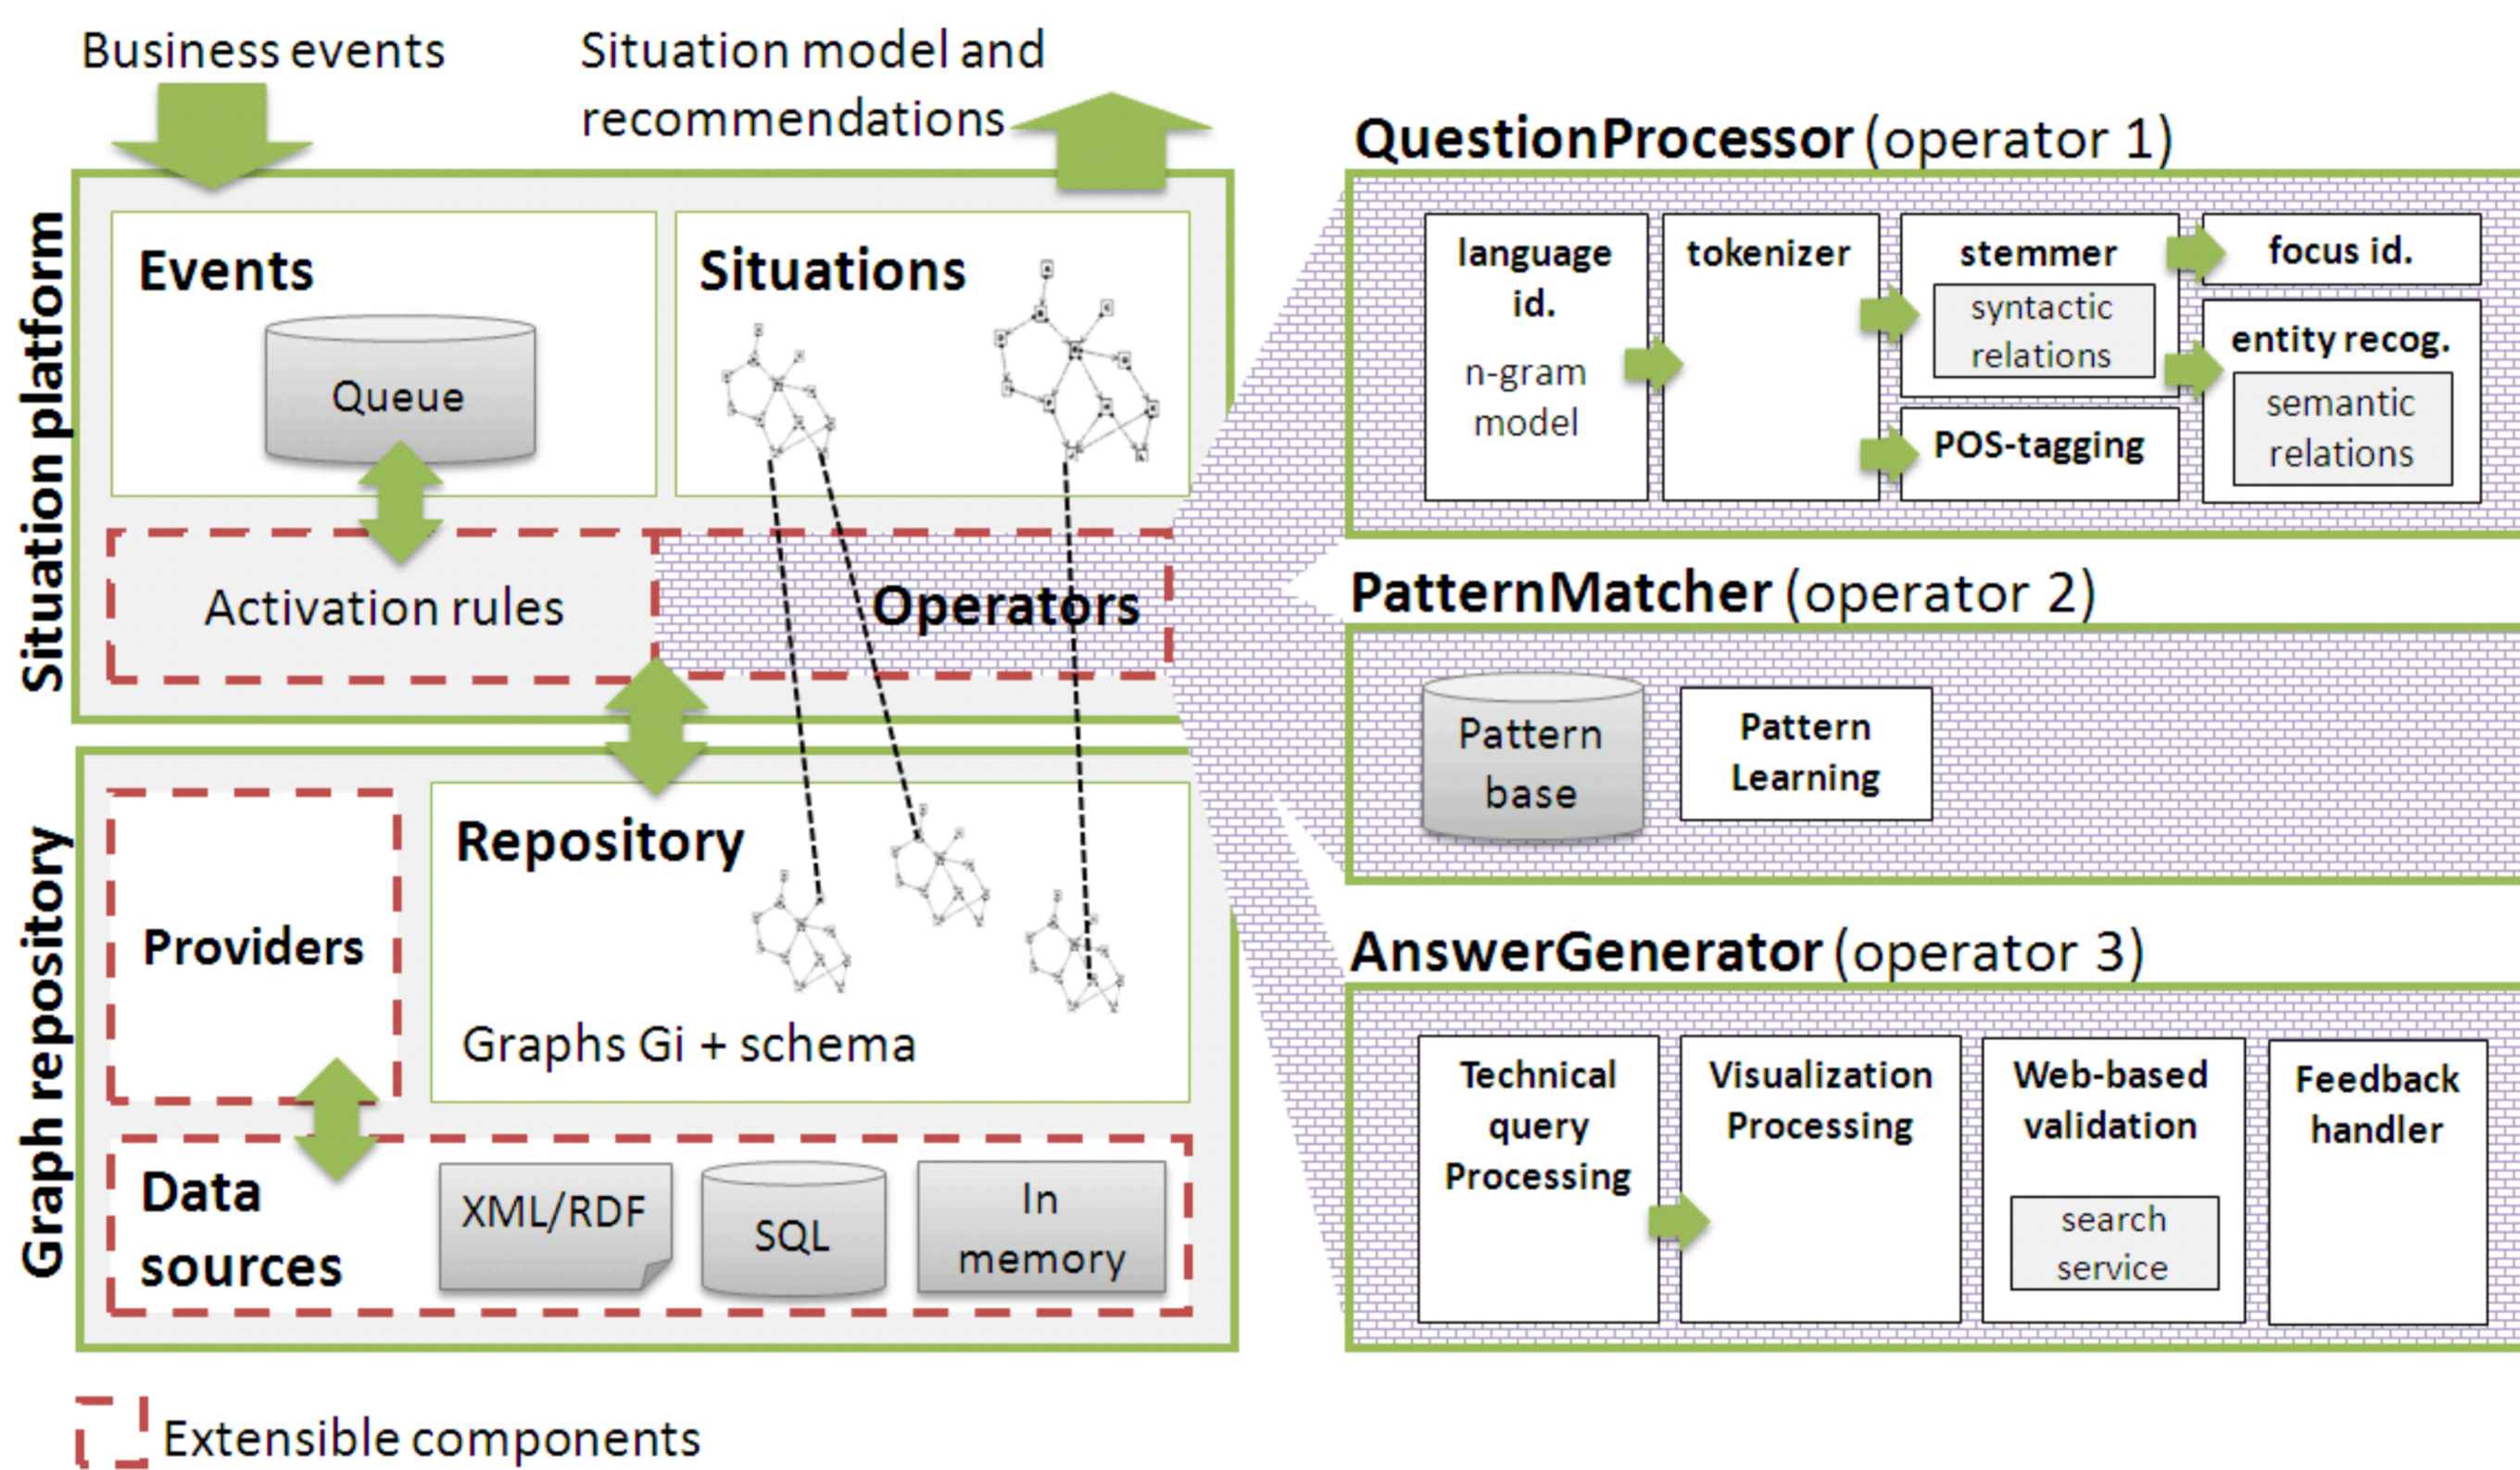 Business events
Situation model and
recommendations
Situation platform
Events
Queue
Situations
Activation rules
Operators
Graph repository
Providers
Repository
Graphs Gi + schema
Data
sources
XML/RDF
SQL
In
memory
Extensible components
QuestionProcessor (operator 1)
language
id.
n-gram
model
tokenizer
stemmer
syntactic
relations
POS-tagging
focus id.
entity recog.
semantic
relations
PatternMatcher (operator 2)
Pattern
base
Pattern
Learning
AnswerGenerator (operator 3)
Technical
query
Processing
Visualization
Processing
Web-based
validation
search
service
Feedback
handler